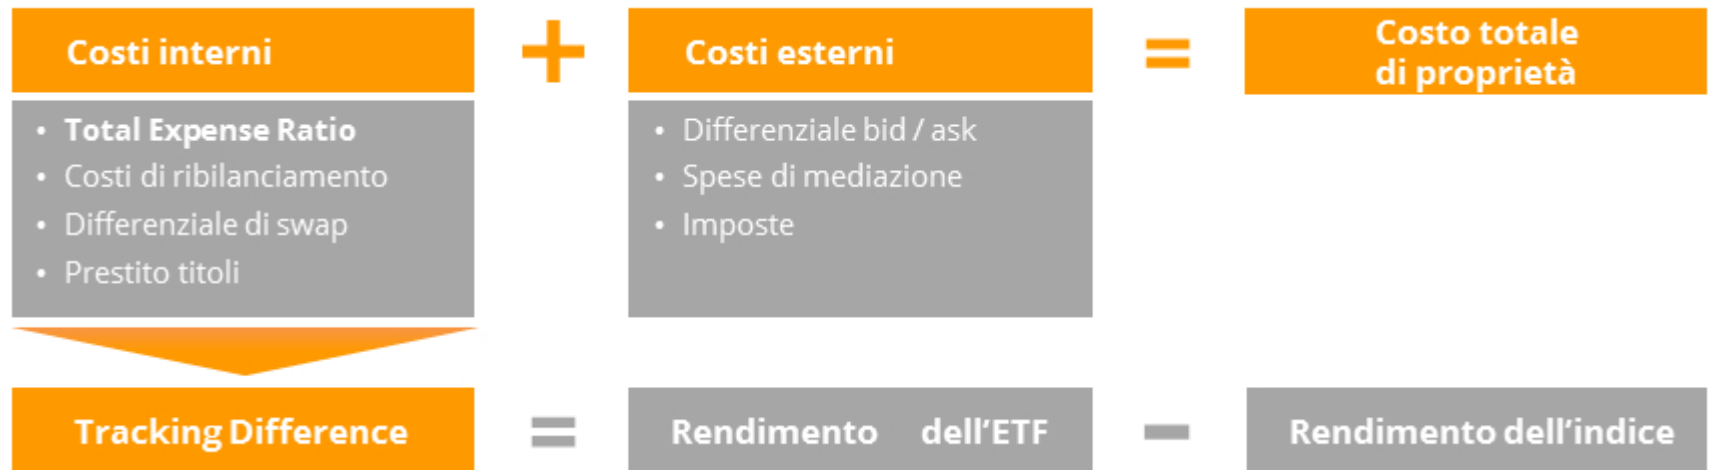 Costi interni
+
Costi esterni
=
Costo totale
di proprietà
• Total Expense Ratio
• Costi di ribilanciamento
• Differenziale di swap
• Prestito titoli
• Differenziale bid / ask
• Spese di mediazione
• Imposte
Tracking Difference
=
Rendimento dell’ETF
-
Rendimento dell’indice